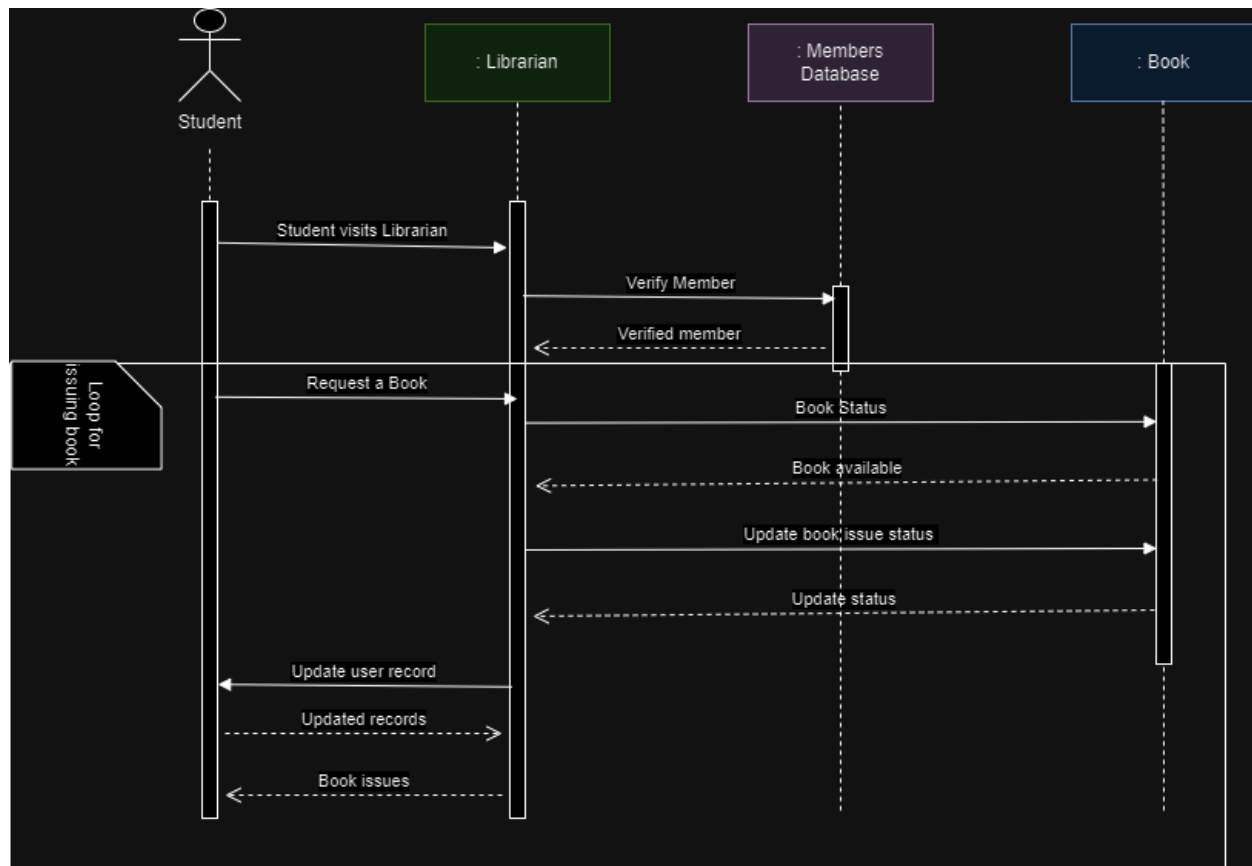 : Librarian
: Members
Database
: Book
Student
Student visits Librarian
Verify Member
Verified member
Loop for
issuing book
Request a Book
Book Status
Book available
Update book issue status
Update status
Update user record
Updated records
Book issues